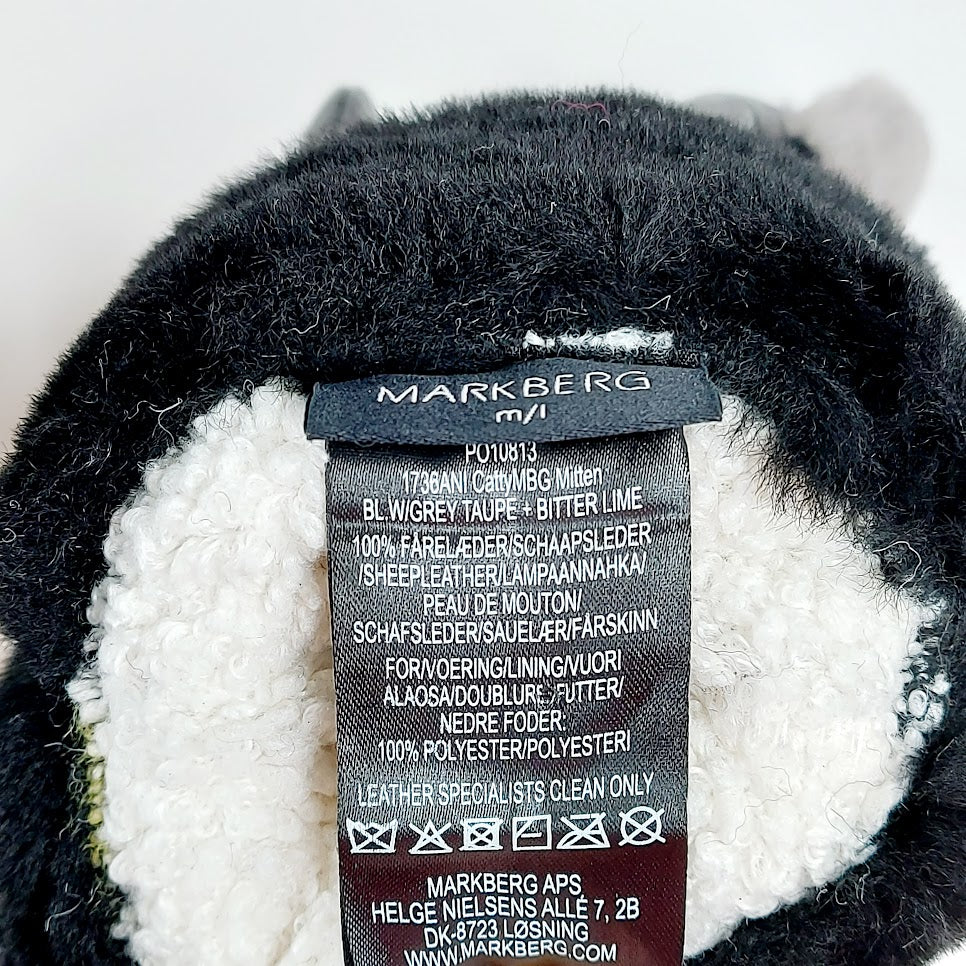 MARKBERG
m/l
PO10813
1736ANI CattyMBG Mitten
BL.W/GREY TAUPE + BITTER LIME
100% FÅRELÆDER/SCHAAPSLEDER
/SHEEPLEATHER/LAMPAANNAHKA/
PEAU DE MOUTON/
SCHAFSLEDER/SAUELÆR/FÅRSKINN
FOR/VOERING/LINING/VUORI
ALAOSA/DOUBLURE/FUTTER/
NEDRE FODER:
100% POLYESTER/POLYESTERI
LEATHER SPECIALISTS CLEAN ONLY
MARKBERG APS
HELGE NIELSENS ALLÉ 7, 2B
DK-8723 LØSNING
WWW.MARKBERG.COM